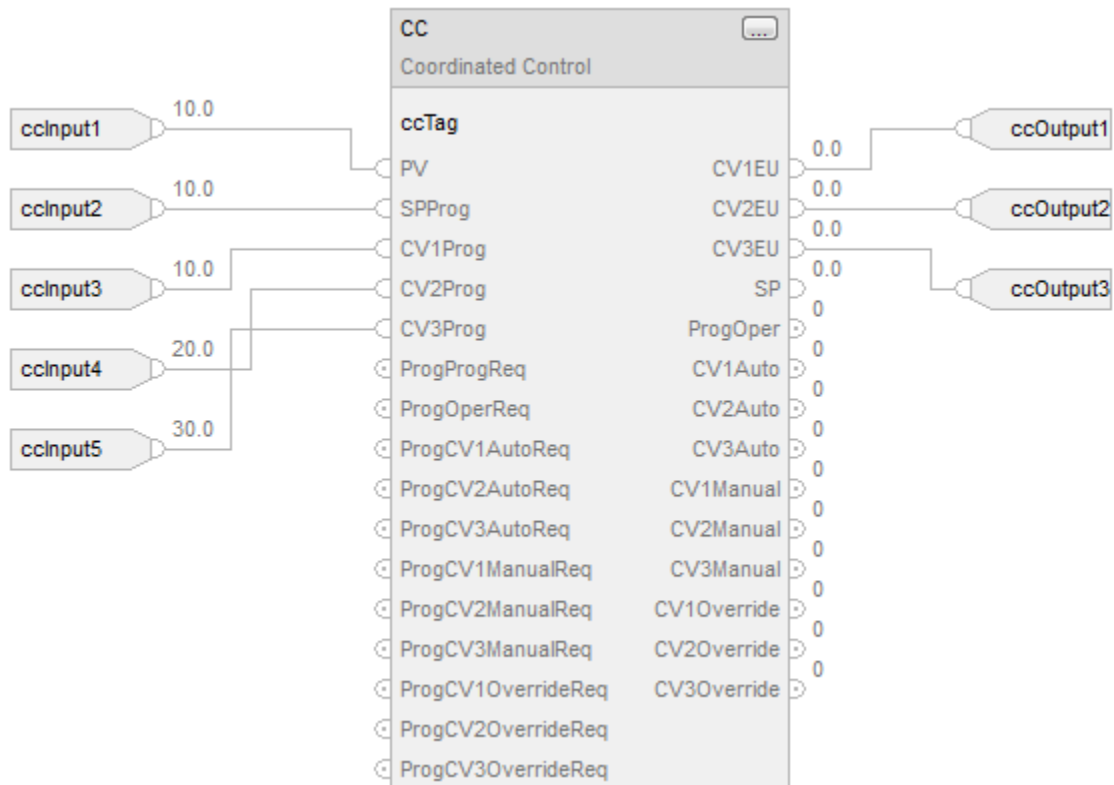 CC
...
Coordinated Control
ccTag
ccInput1 10.0
ccInput2 10.0
ccInput3 10.0
ccInput4 20.0
ccInput5 30.0
PV CV1EU 0.0
SPProg CV2EU 0.0
CV1Prog CV3EU 0.0
CV2Prog SP 0.0
CV3Prog ProgOper 0
ProgProgReq CV1Auto 0
ProgOperReq CV2Auto 0
ProgCV1AutoReq CV3Auto 0
ProgCV2AutoReq CV1Manual 0
ProgCV3AutoReq CV2Manual 0
ProgCV1ManualReq CV3Manual 0
ProgCV2ManualReq CV1Override 0
ProgCV3ManualReq CV2Override 0
ProgCV1OverrideReq CV3Override 0
ProgCV2OverrideReq
ProgCV3OverrideReq
ccOutput1
ccOutput2
ccOutput3